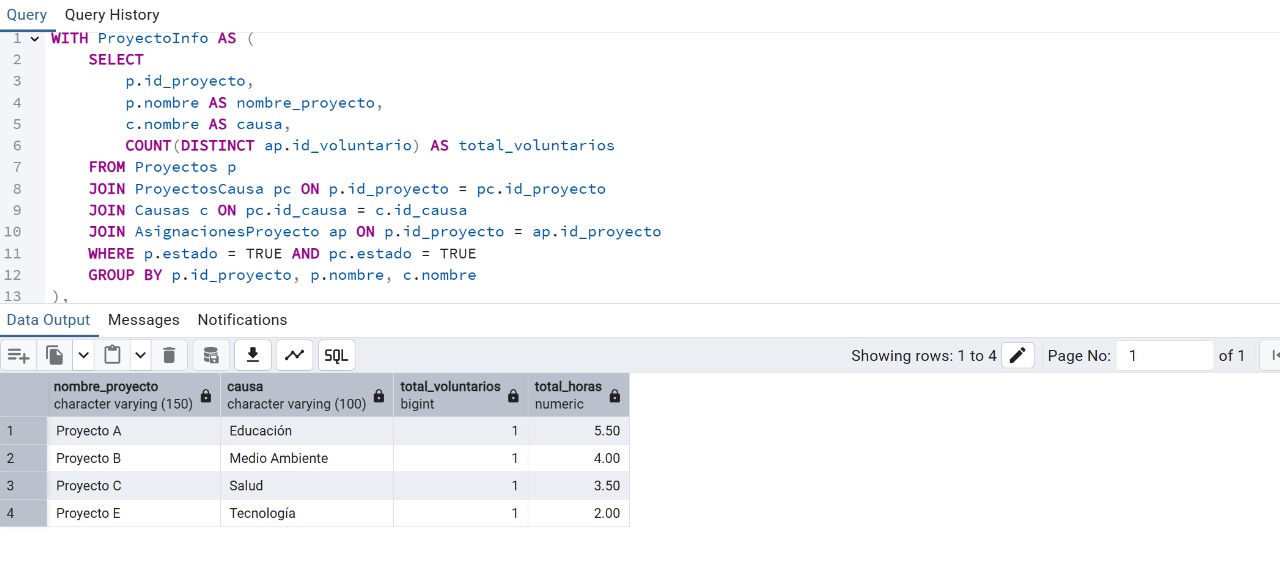 Query Query History
1 WITH ProyectoInfo AS (
2 SELECT
3 p.id_proyecto,
4 p.nombre AS nombre_proyecto,
5 c.nombre AS causa,
6 COUNT(DISTINCT ap.id_voluntario) AS total_voluntarios
7 FROM Proyectos p
8 JOIN ProyectosCausa pc ON p.id_proyecto = pc.id_proyecto
9 JOIN Causas c ON pc.id_causa = c.id_causa
10 JOIN AsignacionesProyecto ap ON p.id_proyecto = ap.id_proyecto
11 WHERE p.estado = TRUE AND pc.estado = TRUE
12 GROUP BY p.id_proyecto, p.nombre, c.nombre
13 ),
Data Output Messages Notifications
SQL Showing rows: 1 to 4 Page No: 1 of 1
nombre_proyecto causa total_voluntarios total_horas
character varying (150) character varying (100) bigint numeric
1 Proyecto A Educación 1 5.50
2 Proyecto B Medio Ambiente 1 4.00
3 Proyecto C Salud 1 3.50
4 Proyecto E Tecnología 1 2.00